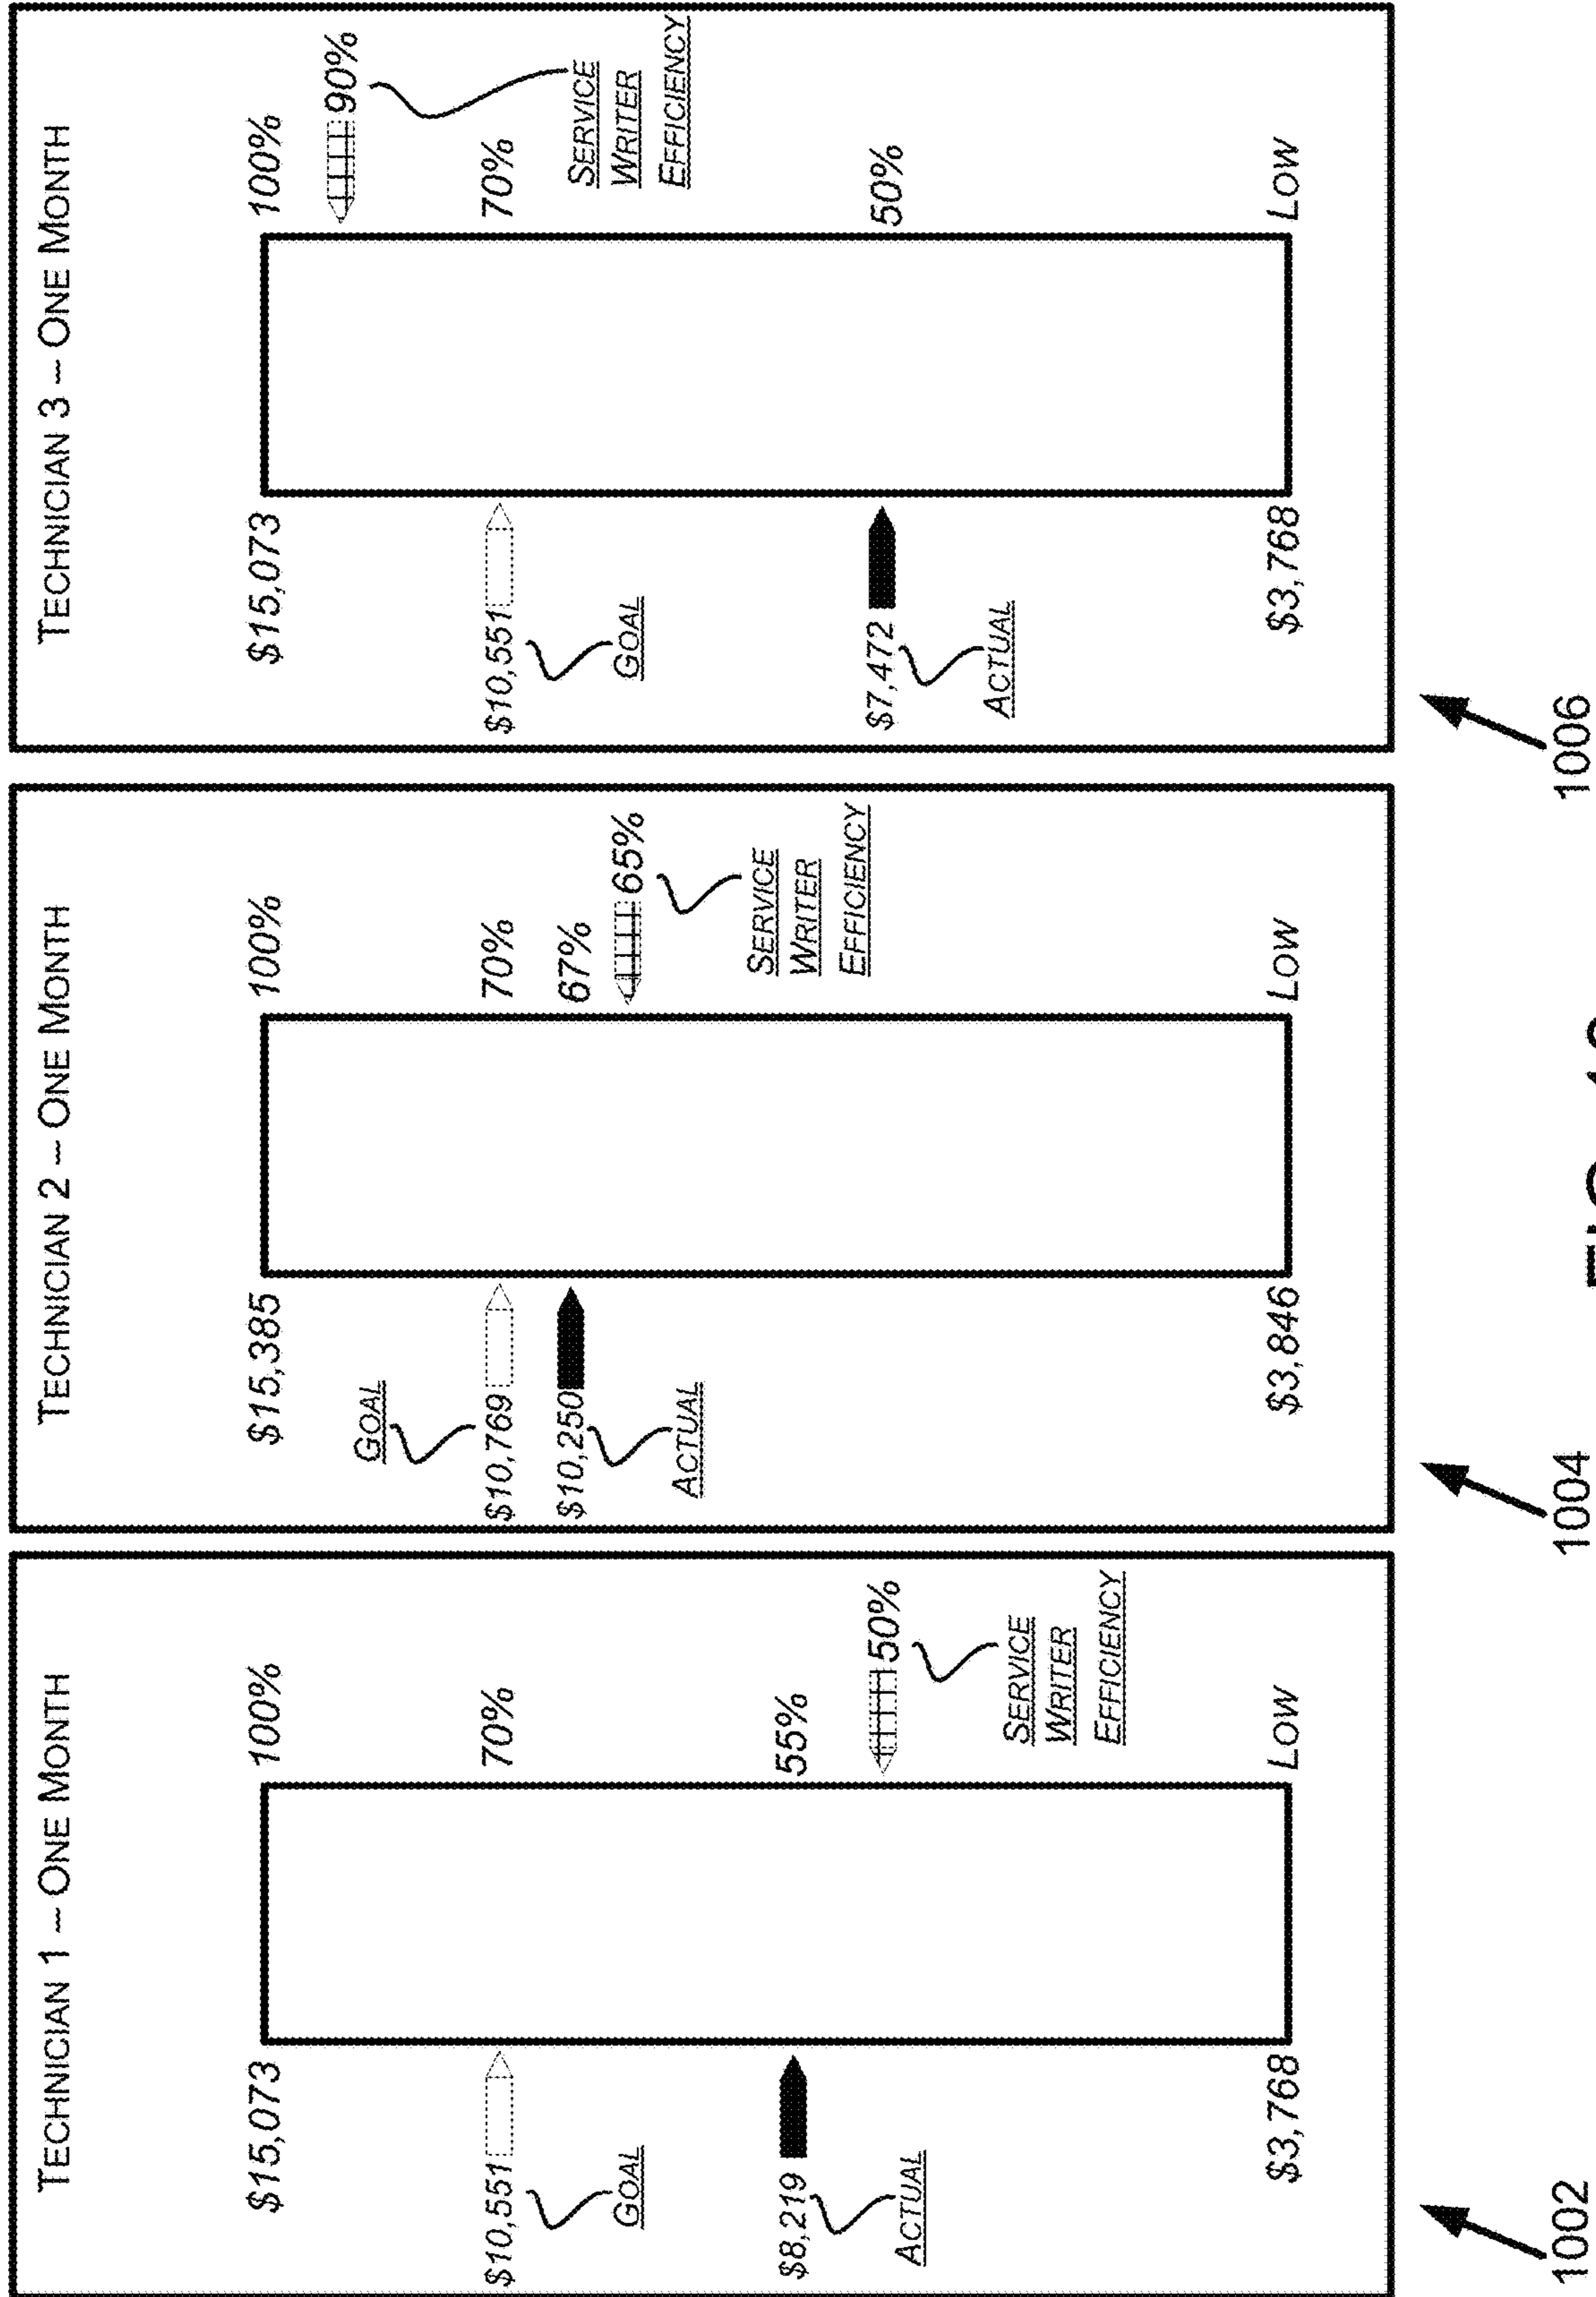 TECHNICIAN 1 – ONE MONTH
$15,073
100%
$10,551
70%
GOAL
$8,219
55%
ACTUAL
50%
SERVICE
WRITER
EFFICIENCY
$3,768
LOW
1002
TECHNICIAN 2 – ONE MONTH
$15,385
100%
GOAL
$10,769
70%
$10,250
67%
ACTUAL
65%
SERVICE
WRITER
EFFICIENCY
$3,846
LOW
1004
TECHNICIAN 3 – ONE MONTH
$15,073
100%
90%
SERVICE
WRITER
EFFICIENCY
$10,551
70%
GOAL
$7,472
50%
ACTUAL
$3,768
LOW
1006